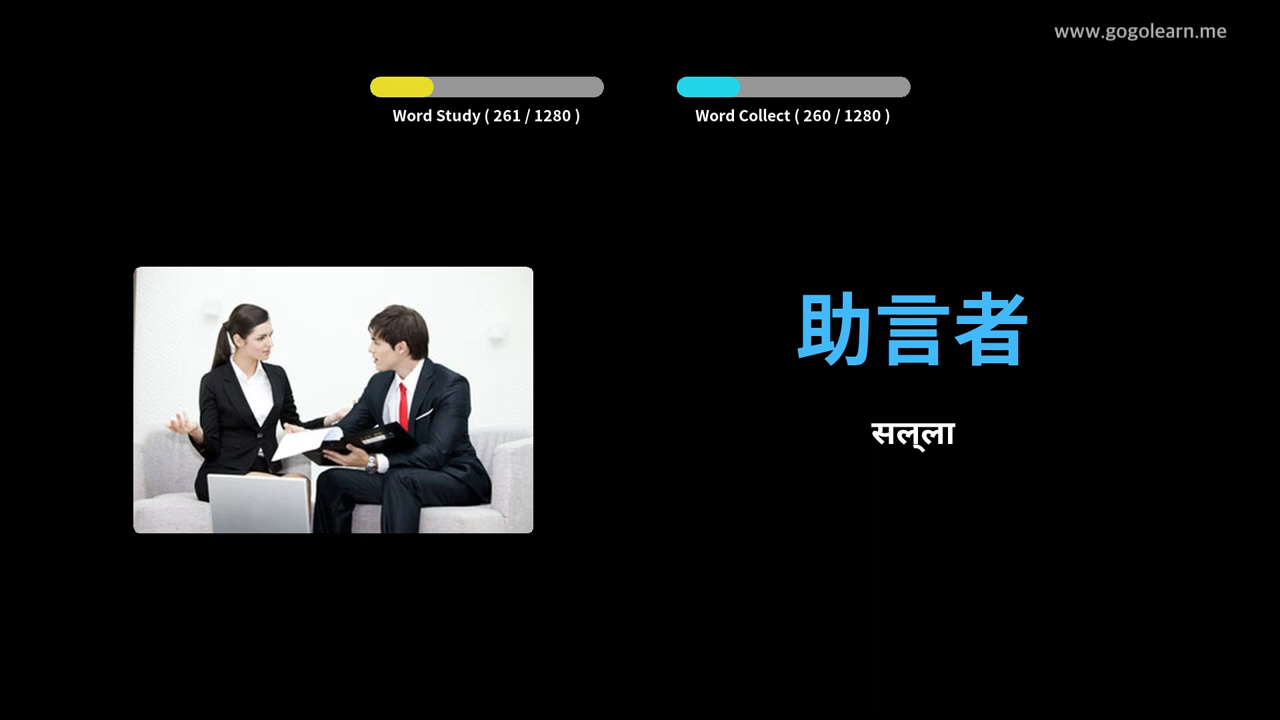 www.gogolearn.me
Word Study ( 261 / 1280 )
Word Collect ( 260 / 1280 )
助言者
सल्‌ला